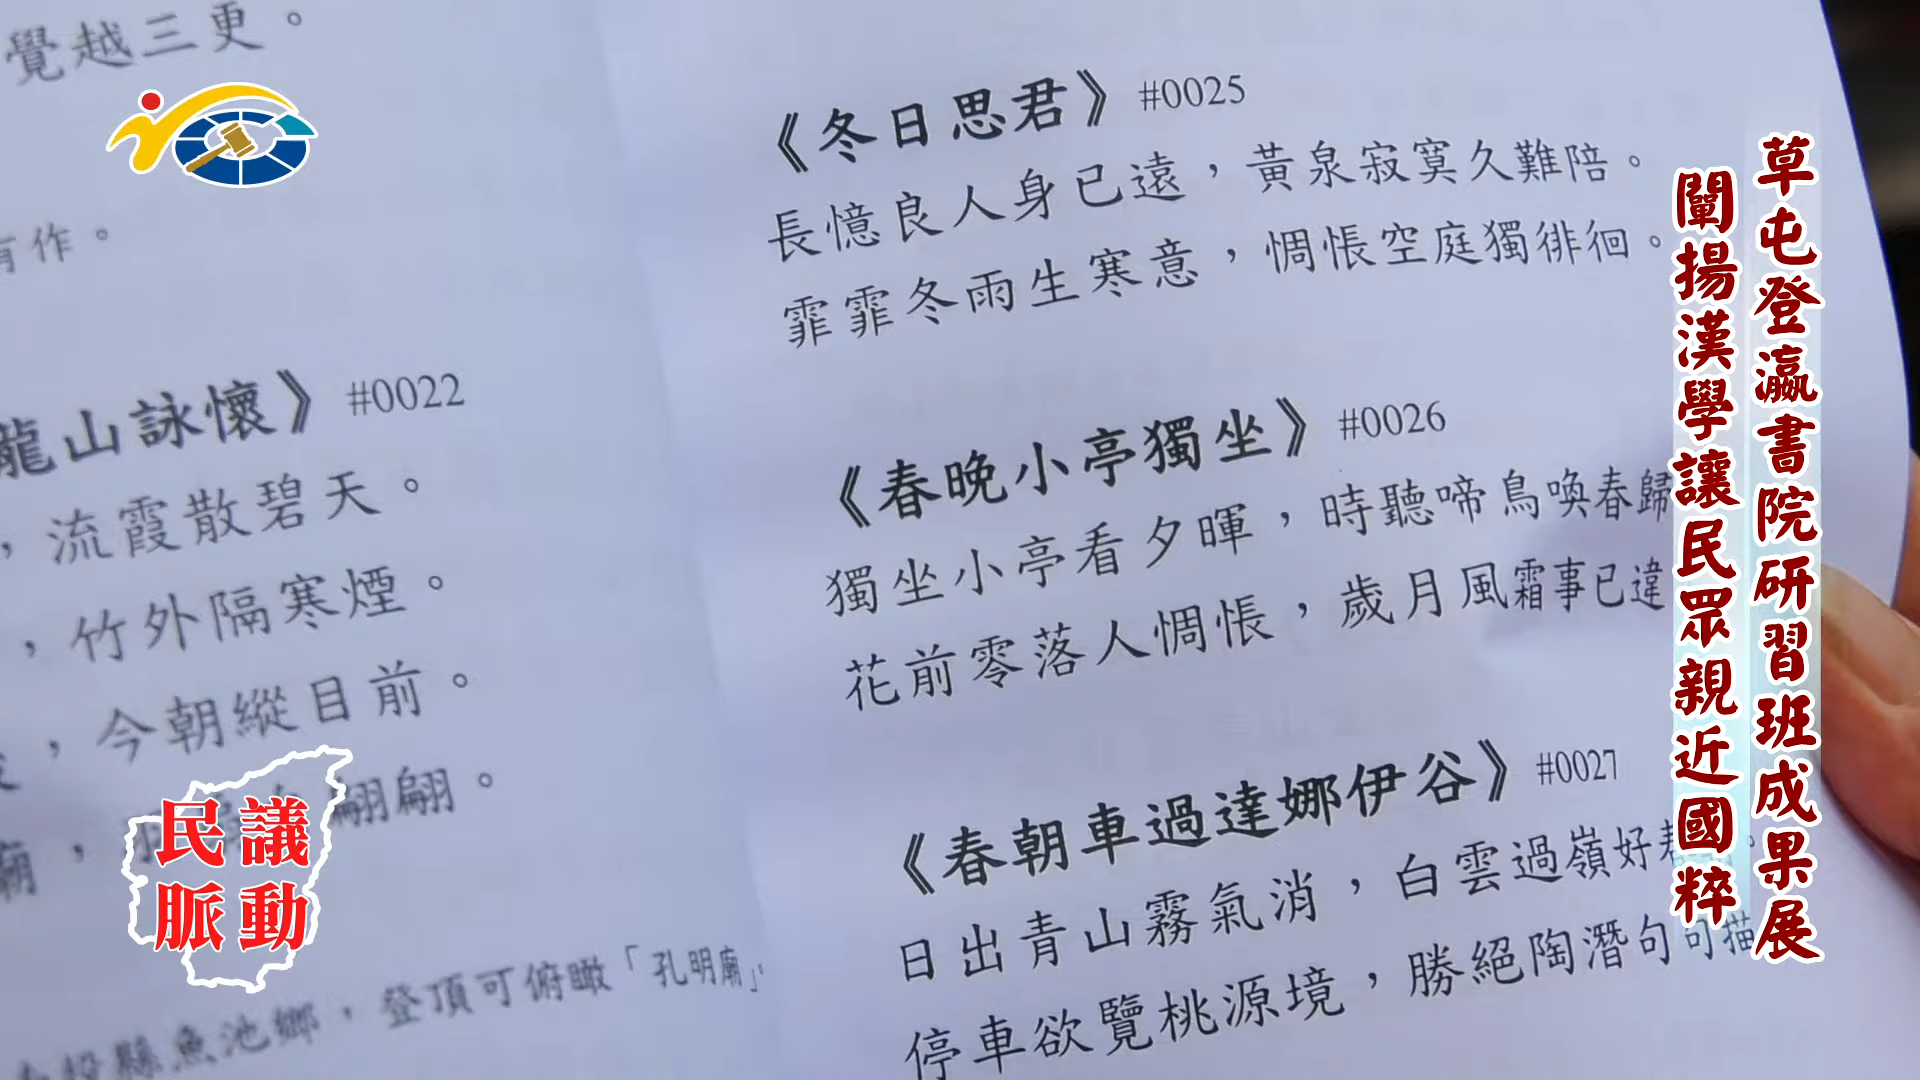 覺越三更。
有作。
龍山詠懷》#0022
，流霞散碧天。
，竹外隔寒煙。
，今朝縱目前。
廟，翩翩。
投縣魚池鄉，登頂可俯瞰「孔明廟」
《冬日思君》#0025
長憶良人身已遠，黃泉寂寞久難陪。
霏霏冬雨生寒意，惆悵空庭獨徘徊。
《春晚小亭獨坐》#0026
獨坐小亭看夕暉，時聽啼鳥喚春歸
花前零落人惆悵，歲月風霜事已違
《春朝車過達娜伊谷》#0027
日出青山霧氣消，白雲過嶺好。
停車欲覽桃源境，勝絕陶潛句可描
草屯登瀛書院研習班成果展
闡揚漢學讓民眾親近國粹
民議
脈動